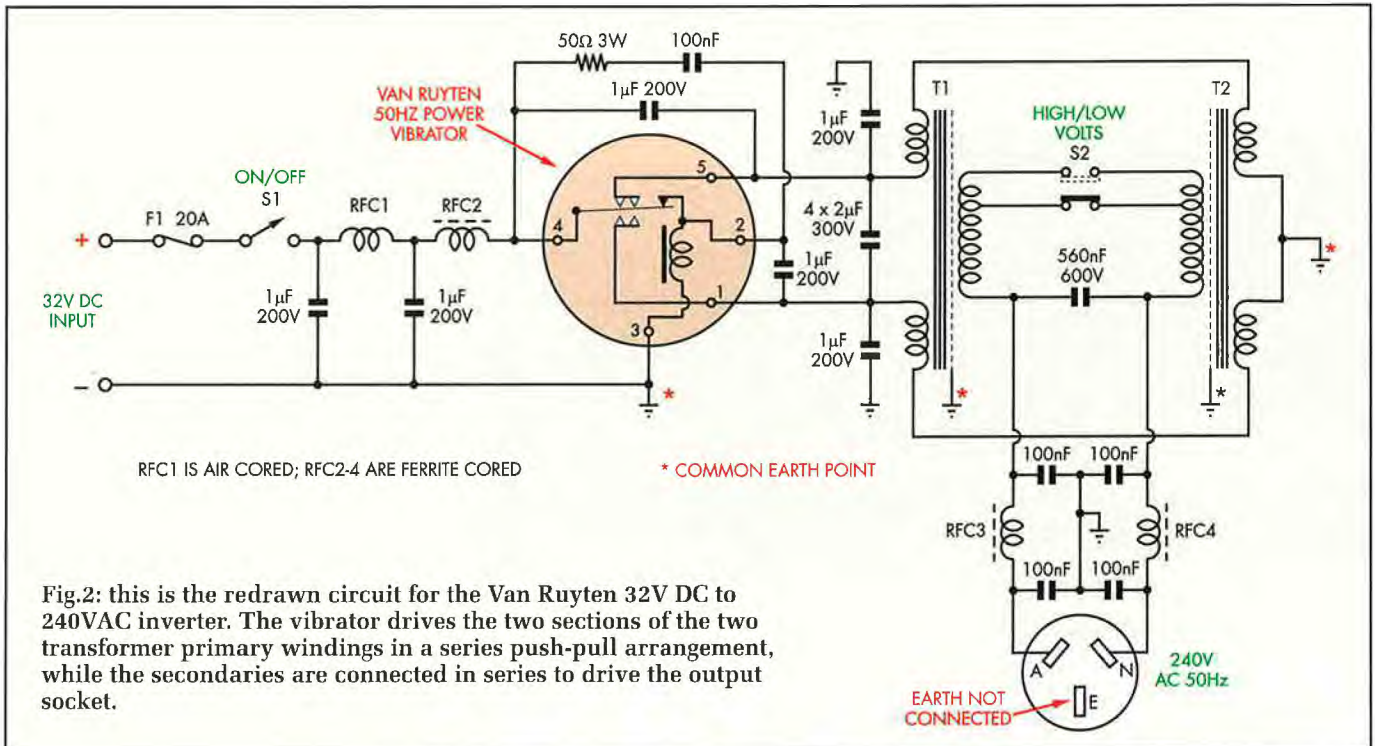 50Ω 3W
100nF
VAN RUYTEN
50HZ POWER
VIBRATOR
1µF 200V
1µF
200V
T1
T2
HIGH/LOW
VOLTS
S2
ON/OFF
S1
F1 20A
RFC1
RFC2
5
4
2
1
3
4 x 2µF
300V
1µF
200V
560nF
600V
+
32V DC
INPUT
–
1µF
200V
1µF
200V
1µF
200V
*
*
*
*
RFC1 IS AIR CORED; RFC2-4 ARE FERRITE CORED
* COMMON EARTH POINT
100nF
100nF
RFC3
RFC4
100nF
100nF
A
N
E
240V
AC 50Hz
EARTH NOT
CONNECTED
Fig.2: this is the redrawn circuit for the Van Ruyten 32V DC to
240VAC inverter. The vibrator drives the two sections of the two
transformer primary windings in a series push-pull arrangement,
while the secondaries are connected in series to drive the output
socket.